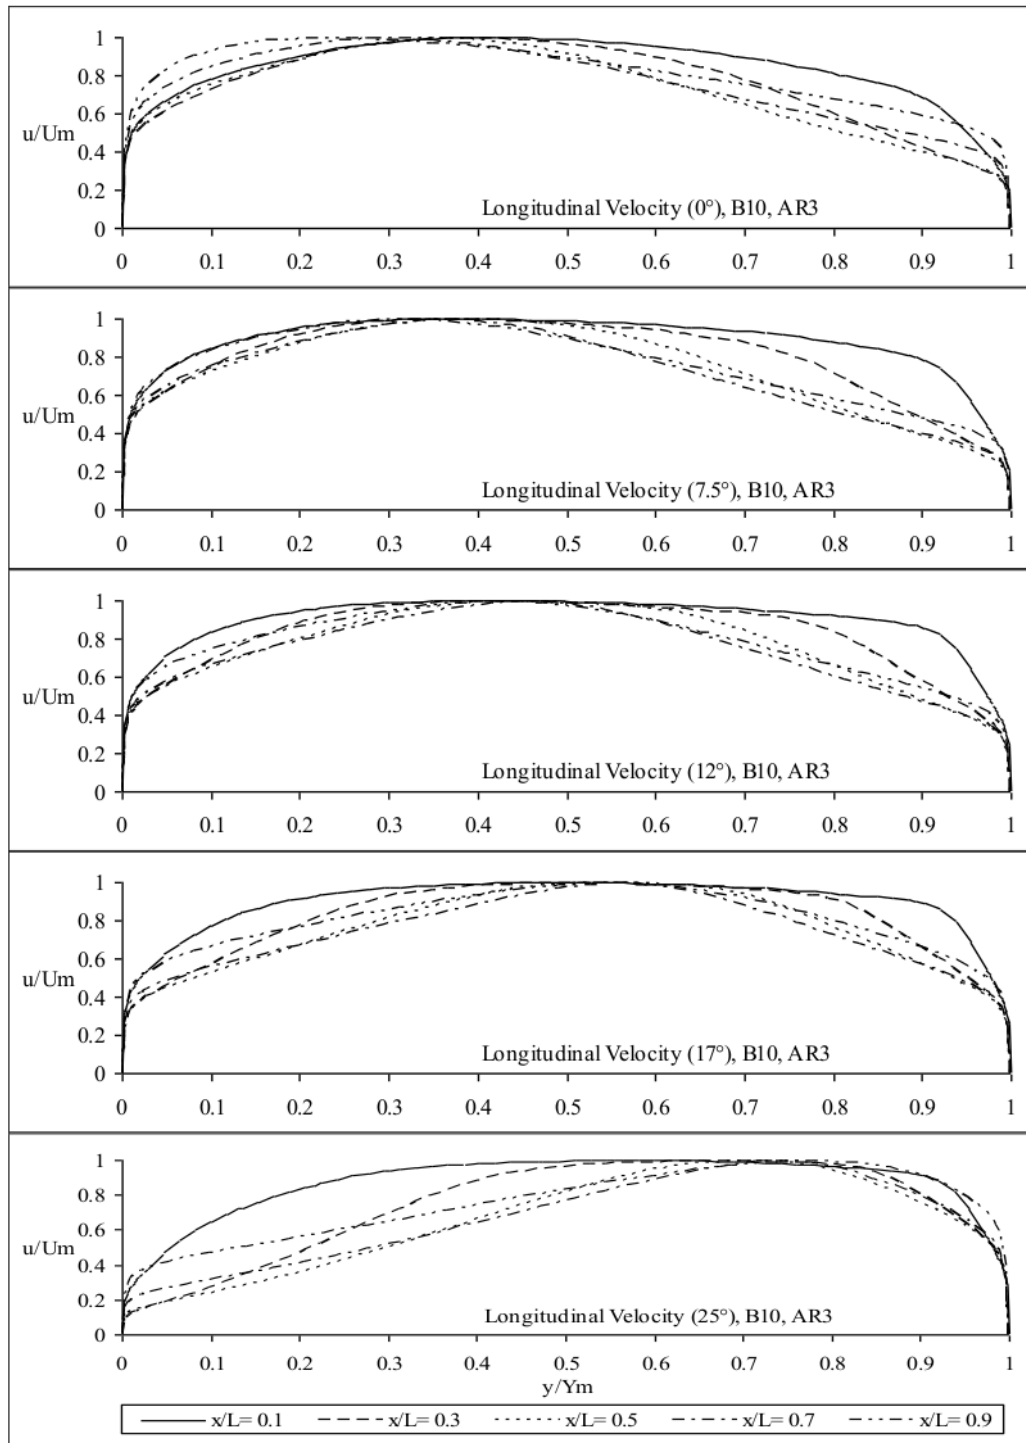 1
0.8
0.6
u/Um
0.4
0.2
0
Longitudinal Velocity (0°), B10, AR3
0 0.1 0.2 0.3 0.4 0.5 0.6 0.7 0.8 0.9 1
1
0.8
0.6
u/Um
0.4
0.2
0
Longitudinal Velocity (7.5°), B10, AR3
0 0.1 0.2 0.3 0.4 0.5 0.6 0.7 0.8 0.9 1
1
0.8
0.6
u/Um
0.4
0.2
0
Longitudinal Velocity (12°), B10, AR3
0 0.1 0.2 0.3 0.4 0.5 0.6 0.7 0.8 0.9 1
1
0.8
0.6
u/Um
0.4
0.2
0
Longitudinal Velocity (17°), B10, AR3
0 0.1 0.2 0.3 0.4 0.5 0.6 0.7 0.8 0.9 1
1
0.8
0.6
u/Um
0.4
0.2
0
Longitudinal Velocity (25°), B10, AR3
0 0.1 0.2 0.3 0.4 0.5 0.6 0.7 0.8 0.9 1
y/Ym
x/L= 0.1 x/L= 0.3 x/L= 0.5 x/L= 0.7 x/L= 0.9